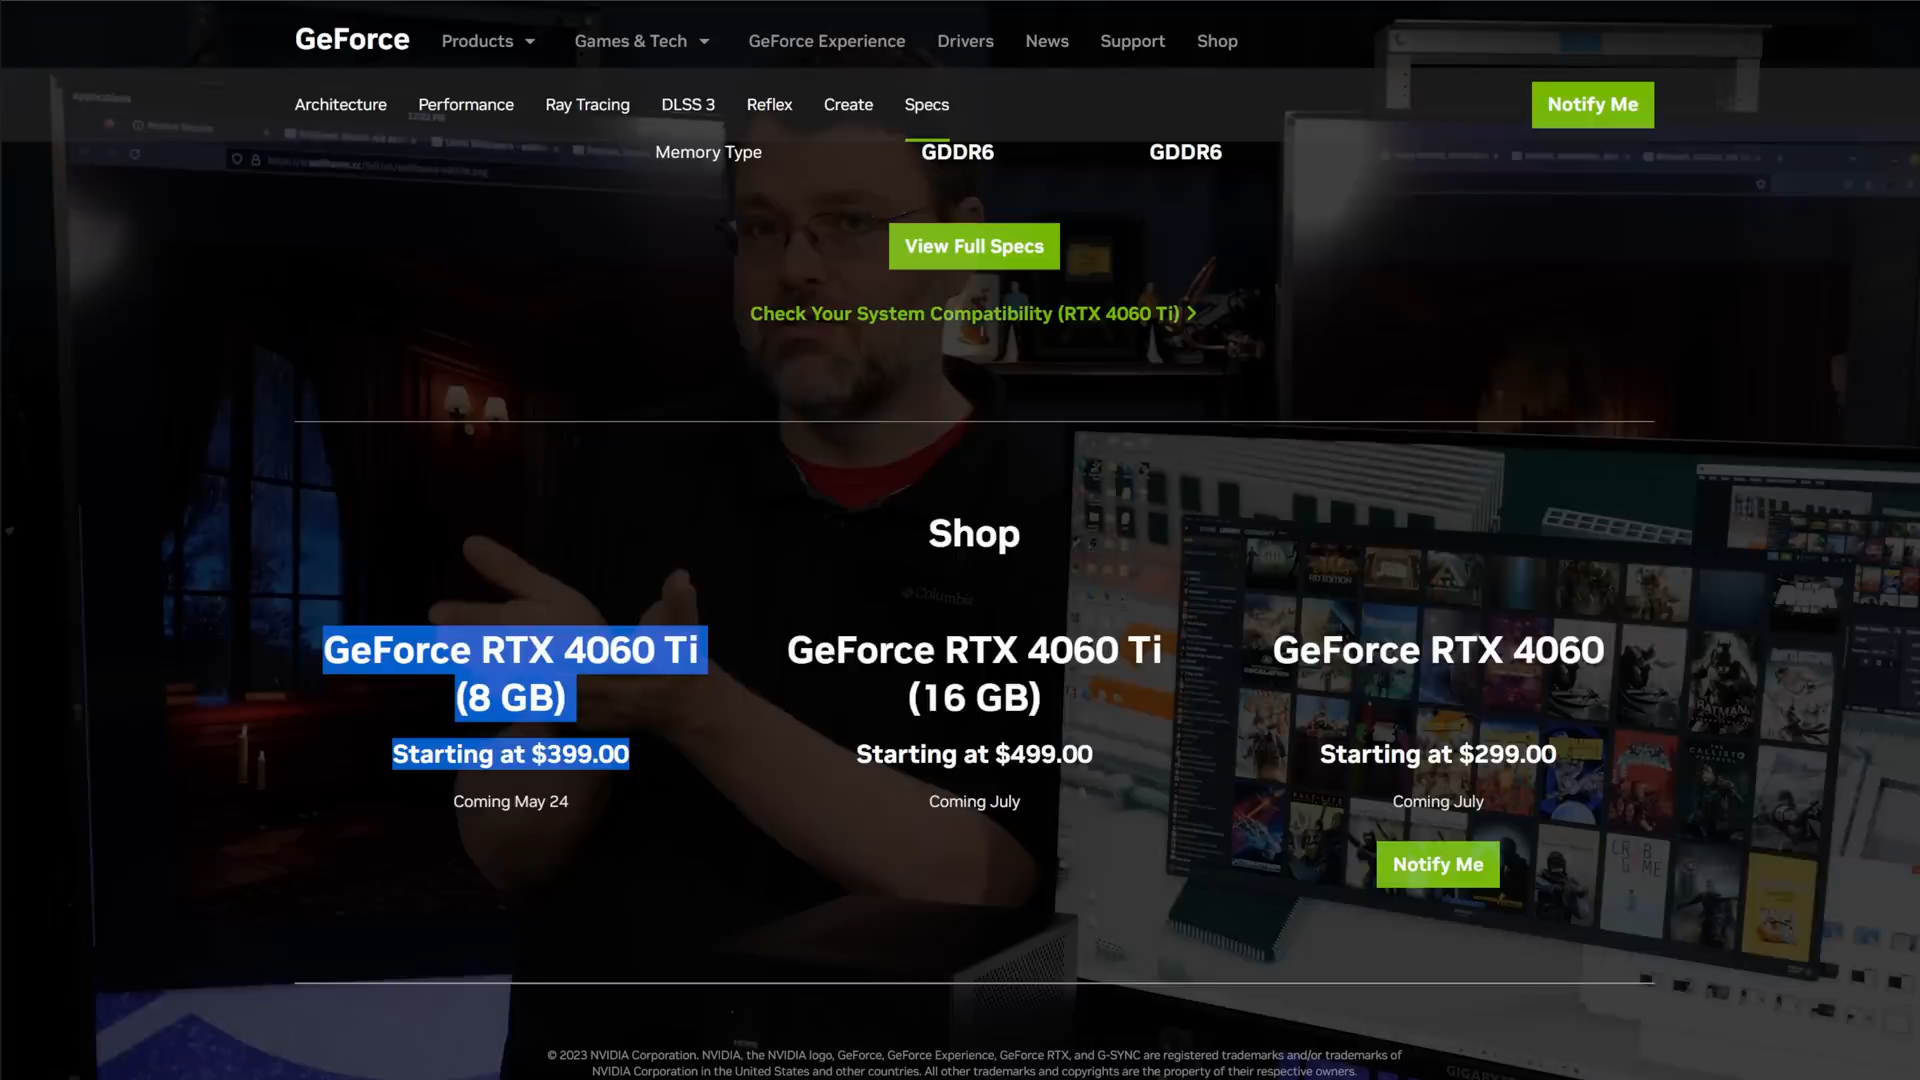 GeForce Products Games & Tech GeForce Experience Drivers News Support Shop
Architecture Performance Ray Tracing DLSS 3 Reflex Create Specs Notify Me
Memory Type GDDR6 GDDR6
View Full Specs
Check Your System Compatibility (RTX 4060 Ti)
Shop
Columbia
GeForce RTX 4060 Ti
(8 GB)
Starting at $399.00
Coming May 24
GeForce RTX 4060 Ti
(16 GB)
Starting at $499.00
Coming July
GeForce RTX 4060
Starting at $299.00
Coming July
Notify Me
BATMAN
CALLISTO
CRAB
GAME
© 2023 NVIDIA Corporation. NVIDIA, the NVIDIA logo, GeForce, GeForce Experience, GeForce RTX, and G-SYNC are registered trademarks and/or trademarks of
NVIDIA Corporation in the United States and other countries. All other trademarks and copyrights are the property of their respective owners.